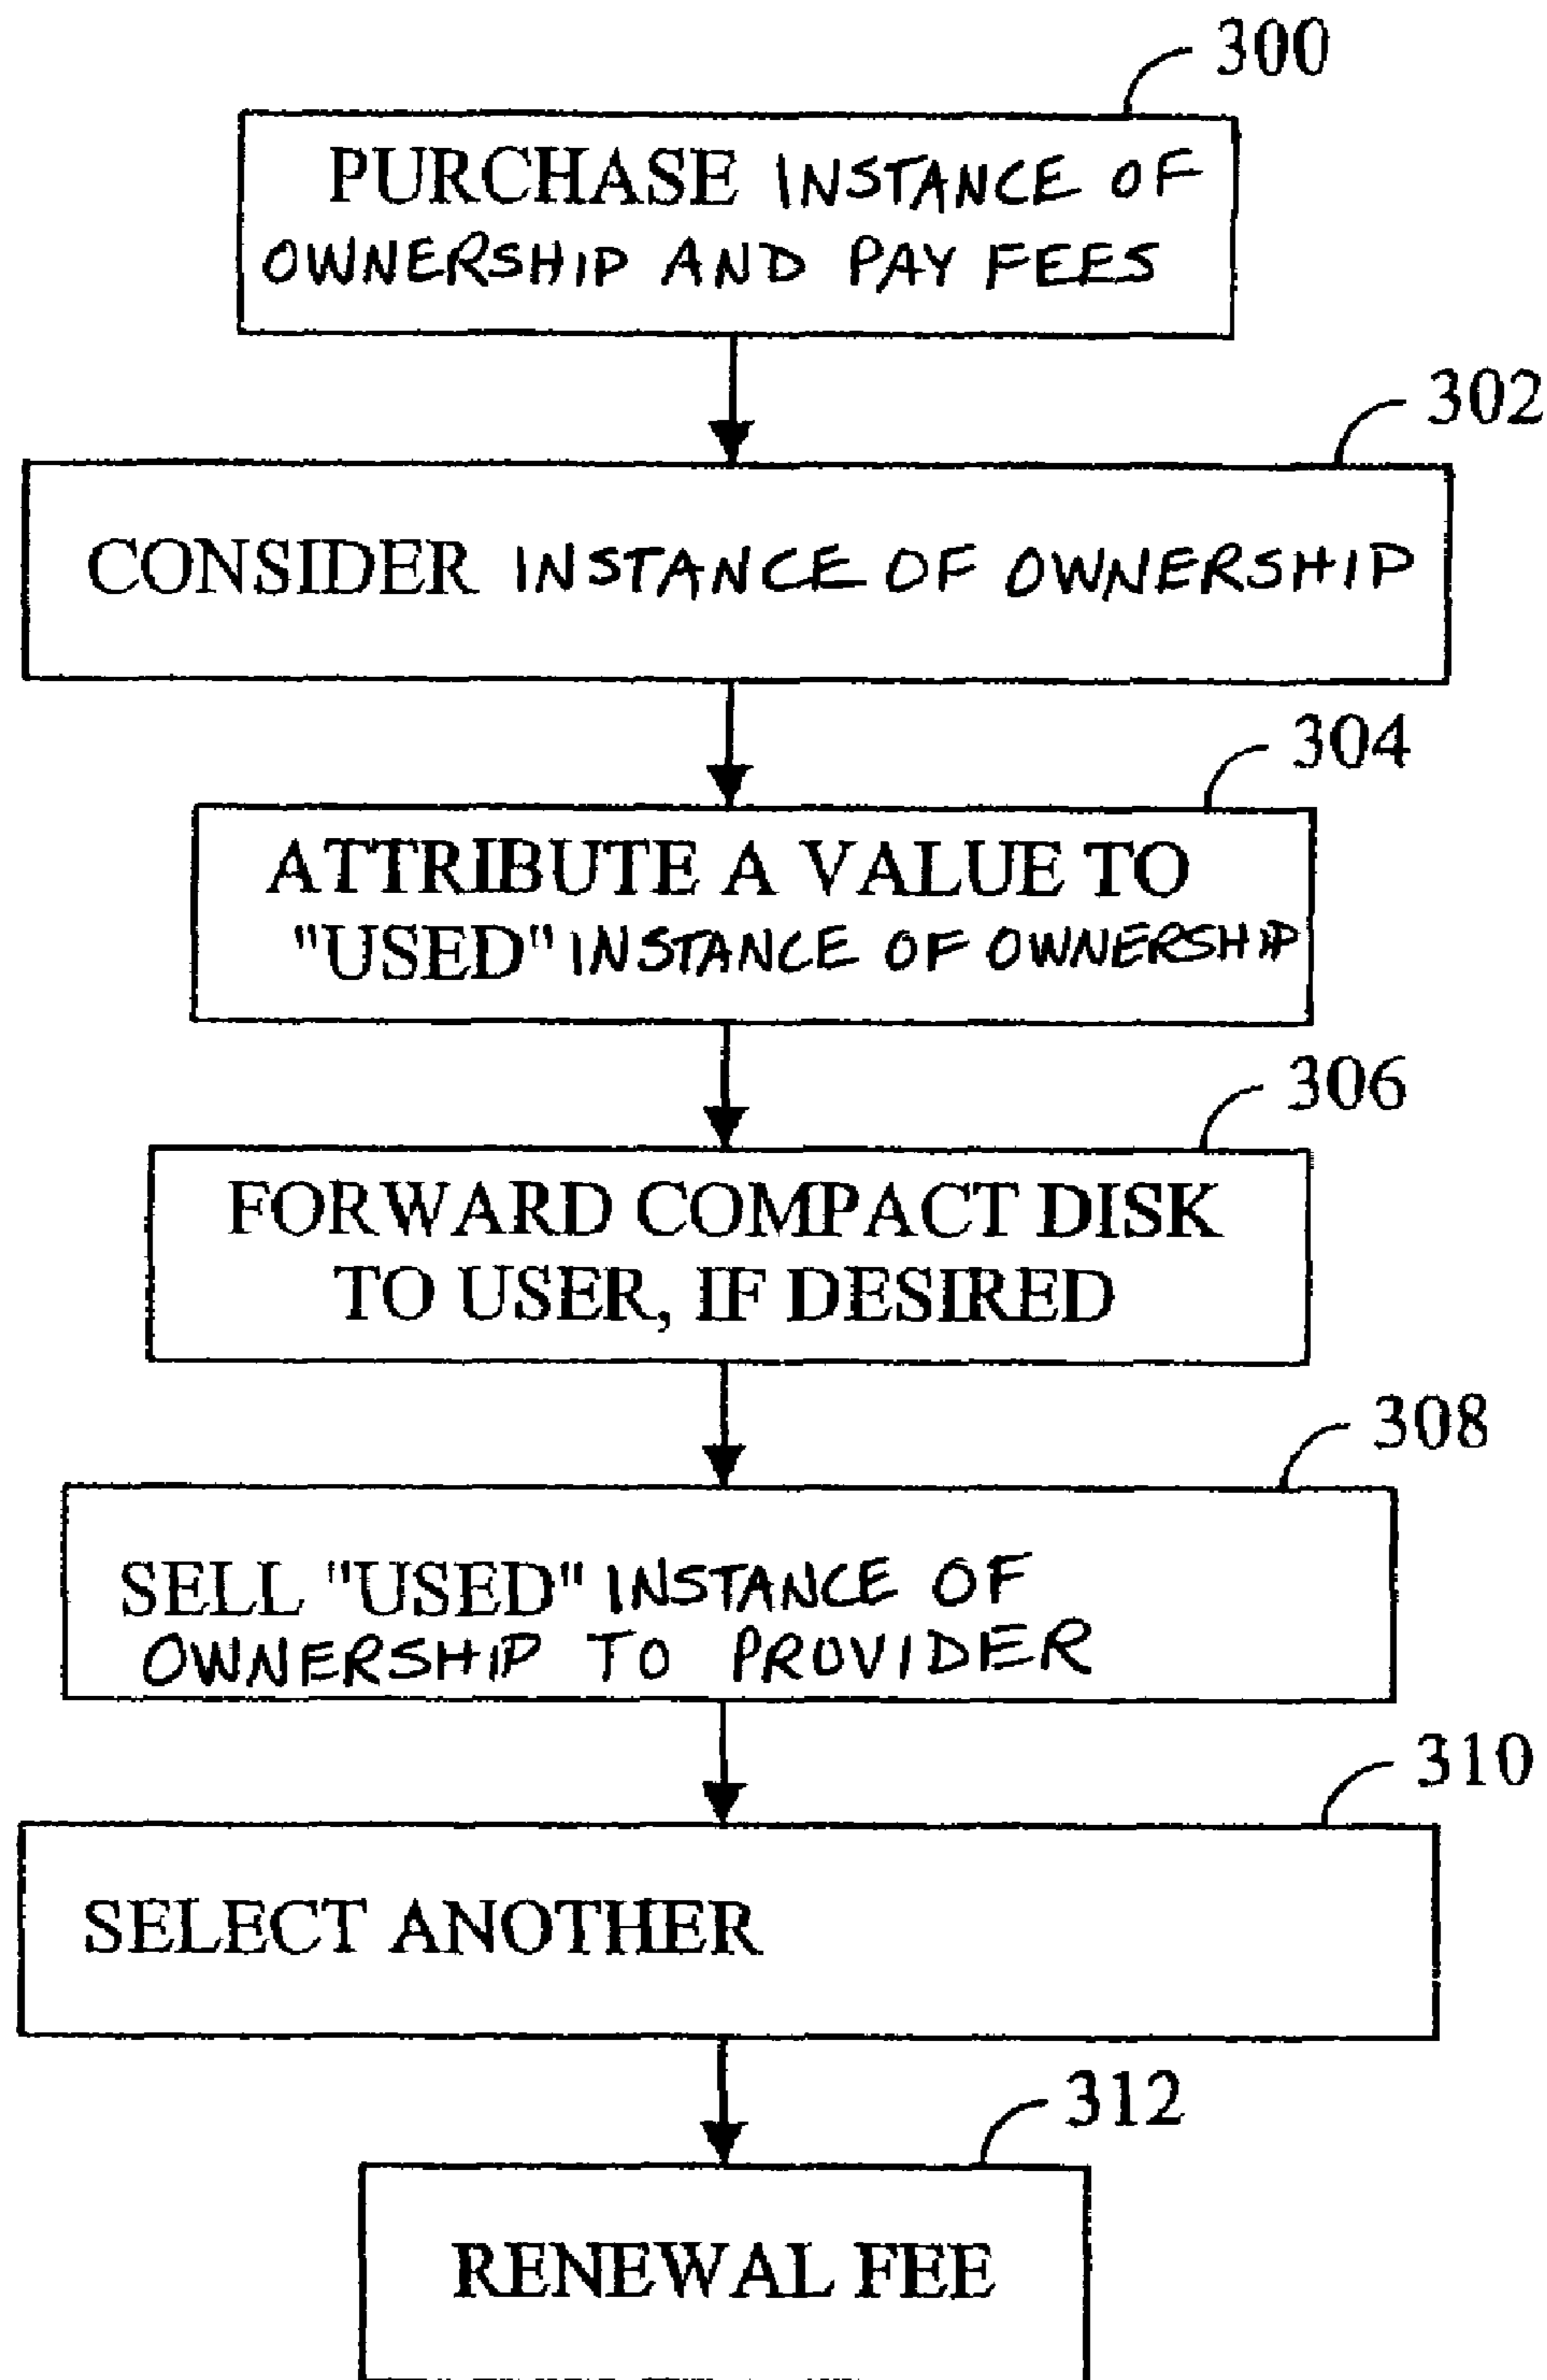 300
PURCHASE INSTANCE OF
OWNERSHIP AND PAY FEES
302
CONSIDER INSTANCE OF OWNERSHIP
304
ATTRIBUTE A VALUE TO
"USED" INSTANCE OF OWNERSHIP
306
FORWARD COMPACT DISK
TO USER, IF DESIRED
308
SELL "USED" INSTANCE OF
OWNERSHIP TO PROVIDER
310
SELECT ANOTHER
312
RENEWAL FEE